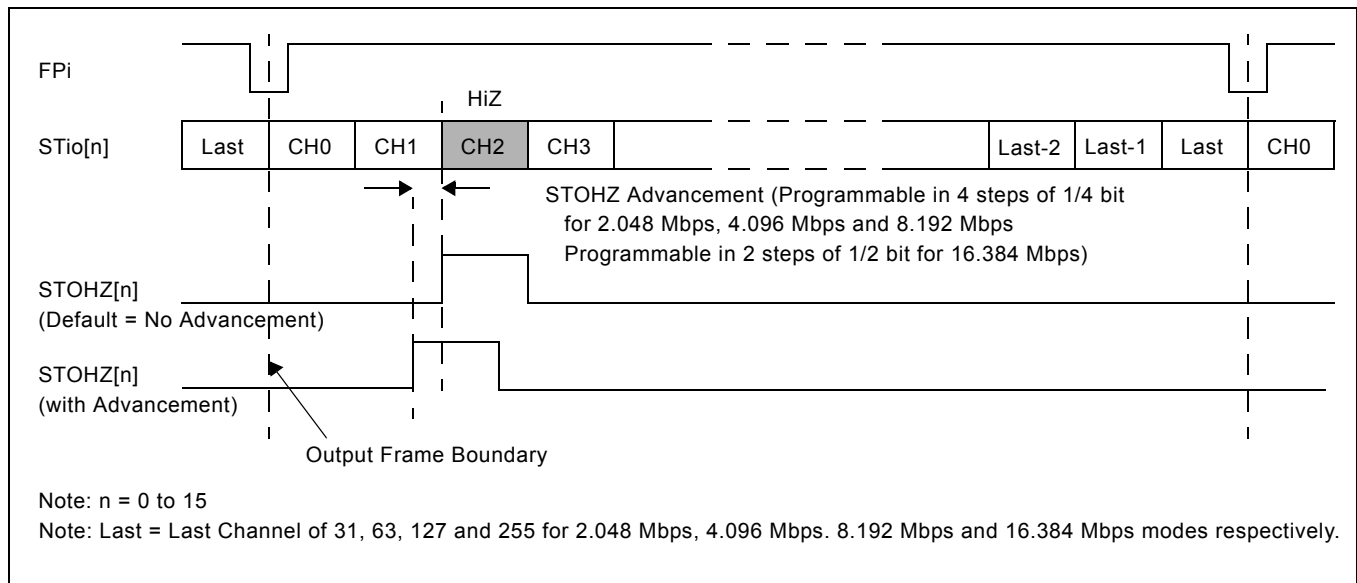 FPi
HiZ
STio[n] Last CH0 CH1 CH2 CH3 Last-2 Last-1 Last CH0
STOHZ Advancement (Programmable in 4 steps of 1/4 bit
for 2.048 Mbps, 4.096 Mbps and 8.192 Mbps
Programmable in 2 steps of 1/2 bit for 16.384 Mbps)
STOHZ[n]
(Default = No Advancement)
STOHZ[n]
(with Advancement)
Output Frame Boundary
Note: n = 0 to 15
Note: Last = Last Channel of 31, 63, 127 and 255 for 2.048 Mbps, 4.096 Mbps. 8.192 Mbps and 16.384 Mbps modes respectively.